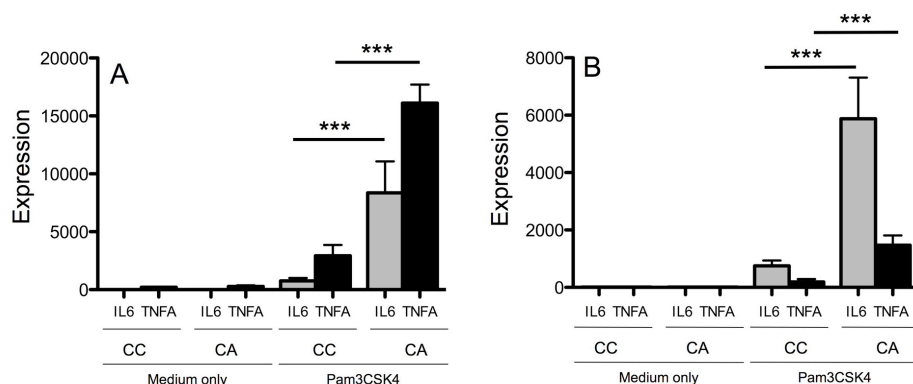 A
Expression
20000
15000
10000
5000
0
***
***
IL6 TNFA IL6 TNFA IL6 TNFA IL6 TNFA
CC CA CC CA
Medium only Pam3CSK4
B
Expression
8000
6000
4000
2000
0
***
***
IL6 TNFA IL6 TNFA IL6 TNFA IL6 TNFA
CC CA CC CA
Medium only Pam3CSK4